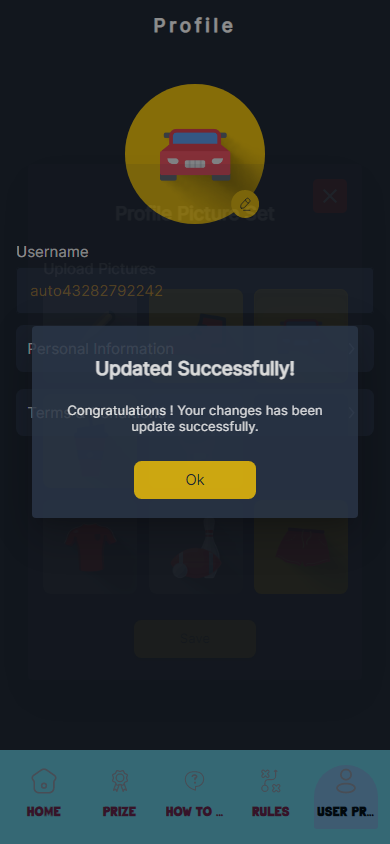 Profile
Profile Picture Set
Username
Upload Pictures
auto43282792242
Personal Information
Updated Successfully!
Congratulations ! Your changes has been
update successfully.
Ok
HOME
PRIZE
HOW TO ...
RULES
USER PR...